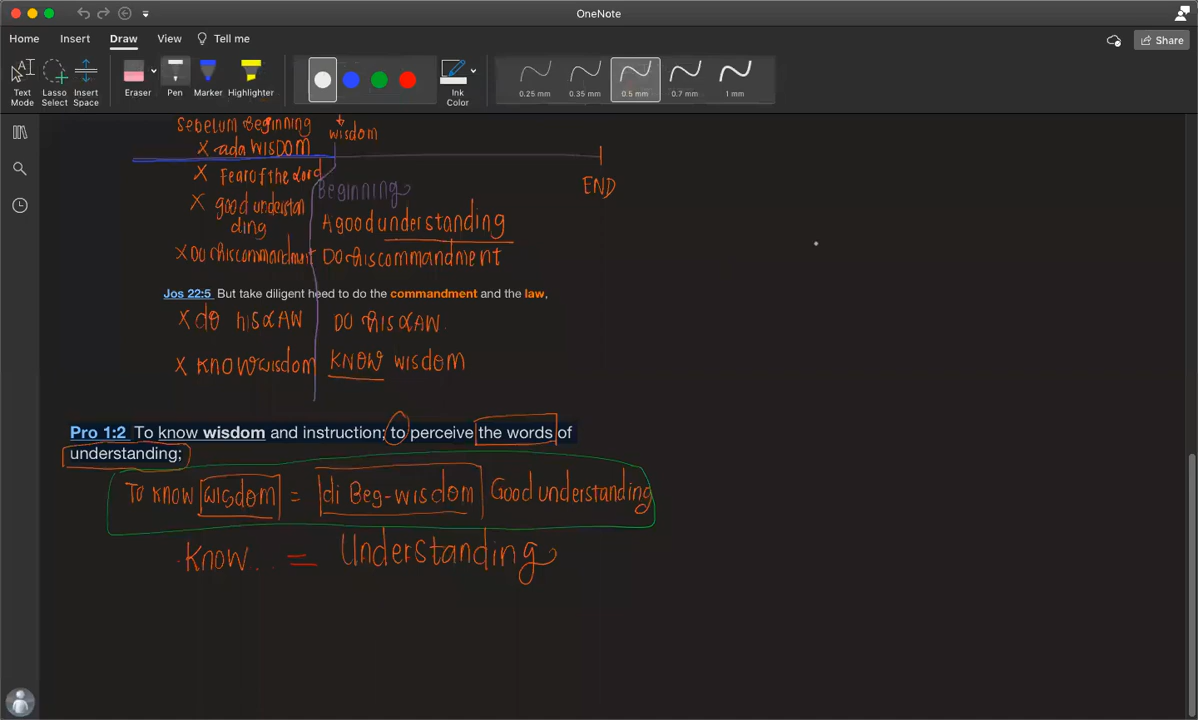 OneNote
Home Insert Draw View Tell me
Share
Text Mode
Lasso Select
Insert Space
Eraser
Pen
Marker
Highlighter
Ink Color
0.25 mm
0.35 mm
0.5 mm
0.7 mm
1 mm
Sebelum Beginning
wisdom
X ada WISDOM
X Fear of the Lord
Beginning
END
X good understan
ding
A good understanding
X DO his commandment DO his commandment
Jos 22:5 But take diligent heed to do the commandment and the law,
X do his LAW DO his LAW
X KNOW wisdom KNOW wisdom
Pro 1:2 To know wisdom and instruction; to perceive the words of
understanding;
To know wisdom = di Beg-wisdom Good understanding
Know... = Understanding